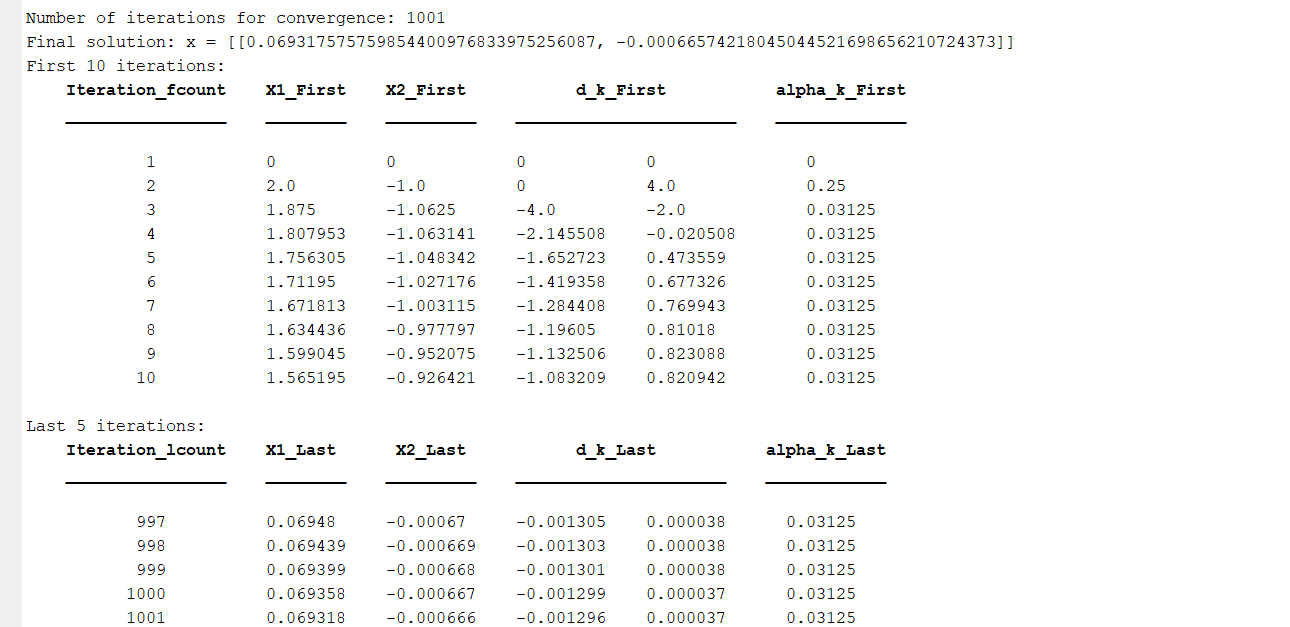 Number of iterations for convergence: 1001
Final solution: x = [[0.069317575759854400976833975256087, -0.00066574218045044521698656210724373]]
First 10 iterations:
Iteration_fcount X1_First X2_First d_k_First alpha_k_First
1 0 0 0 0 0
2 2.0 -1.0 0 4.0 0.25
3 1.875 -1.0625 -4.0 -2.0 0.03125
4 1.807953 -1.063141 -2.145508 -0.020508 0.03125
5 1.756305 -1.048342 -1.652723 0.473559 0.03125
6 1.71195 -1.027176 -1.419358 0.677326 0.03125
7 1.671813 -1.003115 -1.284408 0.769943 0.03125
8 1.634436 -0.977797 -1.19605 0.81018 0.03125
9 1.599045 -0.952075 -1.132506 0.823088 0.03125
10 1.565195 -0.926421 -1.083209 0.820942 0.03125
Last 5 iterations:
Iteration_lcount X1_Last X2_Last d_k_Last alpha_k_Last
997 0.06948 -0.00067 -0.001305 0.000038 0.03125
998 0.069439 -0.000669 -0.001303 0.000038 0.03125
999 0.069399 -0.000668 -0.001301 0.000038 0.03125
1000 0.069358 -0.000667 -0.001299 0.000037 0.03125
1001 0.069318 -0.000666 -0.001296 0.000037 0.03125